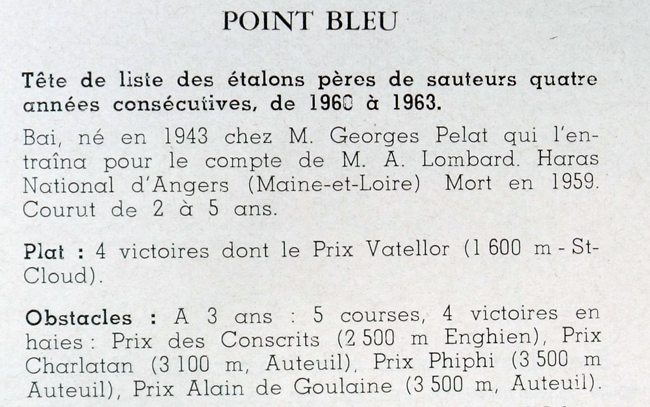 POINT BLEU
Tête de liste des étalons pères de sauteurs quatre
années consécutives, de 1960 à 1963.
Bai, né en 1943 chez M. Georges Pelat qui l'en-
traîna pour le compte de M. A. Lombard. Haras
National d'Angers (Maine-et-Loire) Mort en 1959.
Courut de 2 à 5 ans.
Plat : 4 victoires dont le Prix Vatellor (1 600 m - St-
Cloud).
Obstacles : A 3 ans : 5 courses, 4 victoires en
haies : Prix des Conscrits (2 500 m Enghien), Prix
Charlatan (3 100 m, Auteuil), Prix Phiphi (3 500 m
Auteuil), Prix Alain de Goulaine (3 500 m, Auteuil).